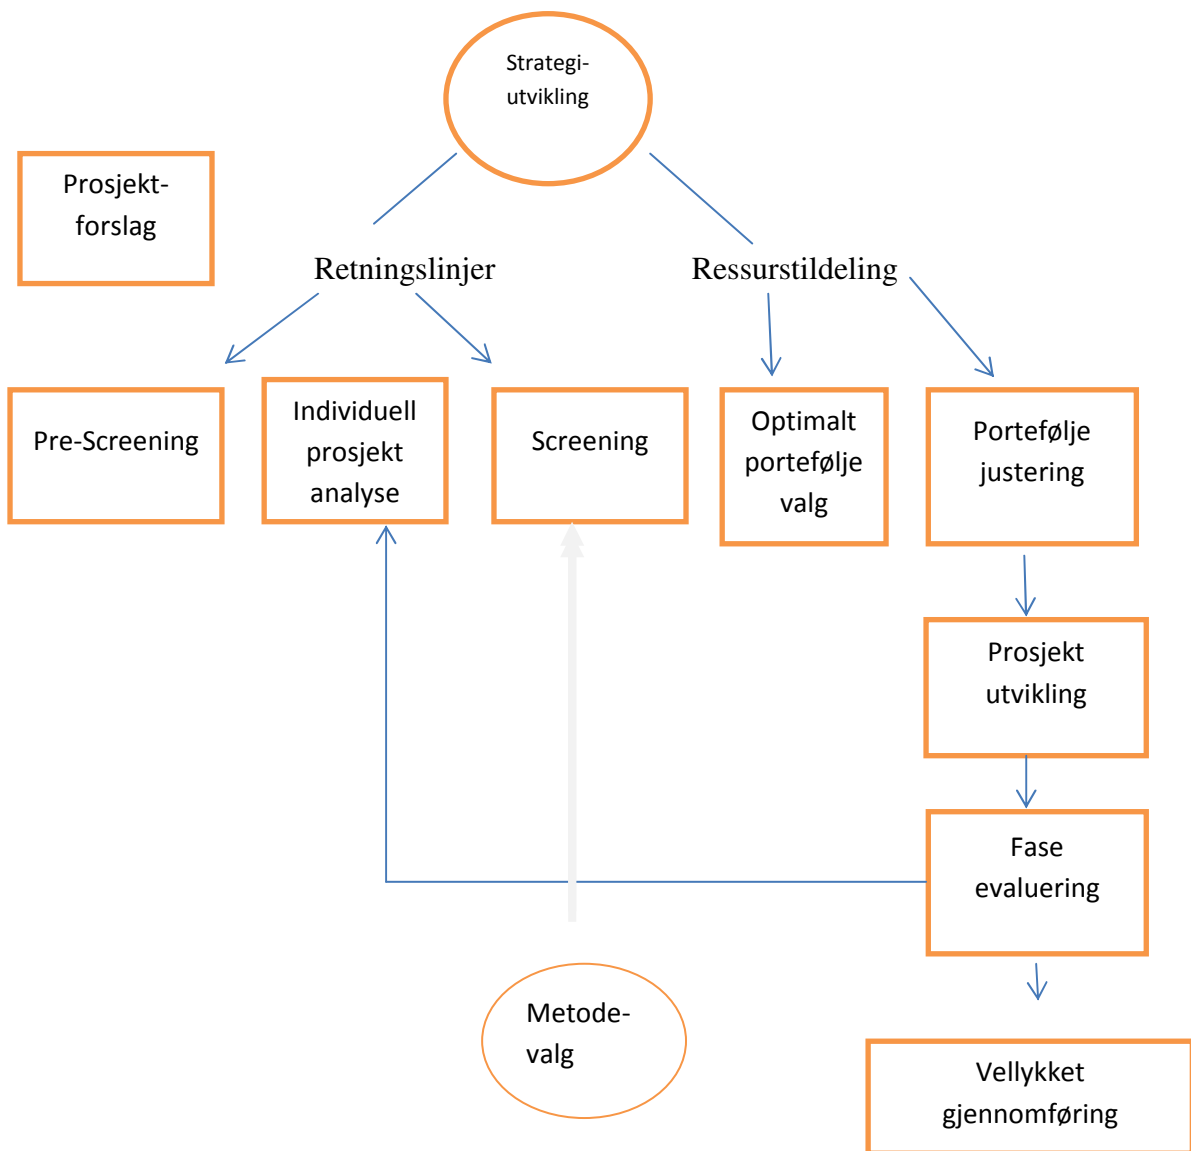 Strategi-
utvikling
Prosjekt-
forslag
Retningslinjer
Ressurstildeling
Pre-Screening
Individuell
prosjekt
analyse
Screening
Optimalt
portefølje
valg
Portefølje
justering
Prosjekt
utvikling
Fase
evaluering
Metode-
valg
Vellykket
gjennomføring